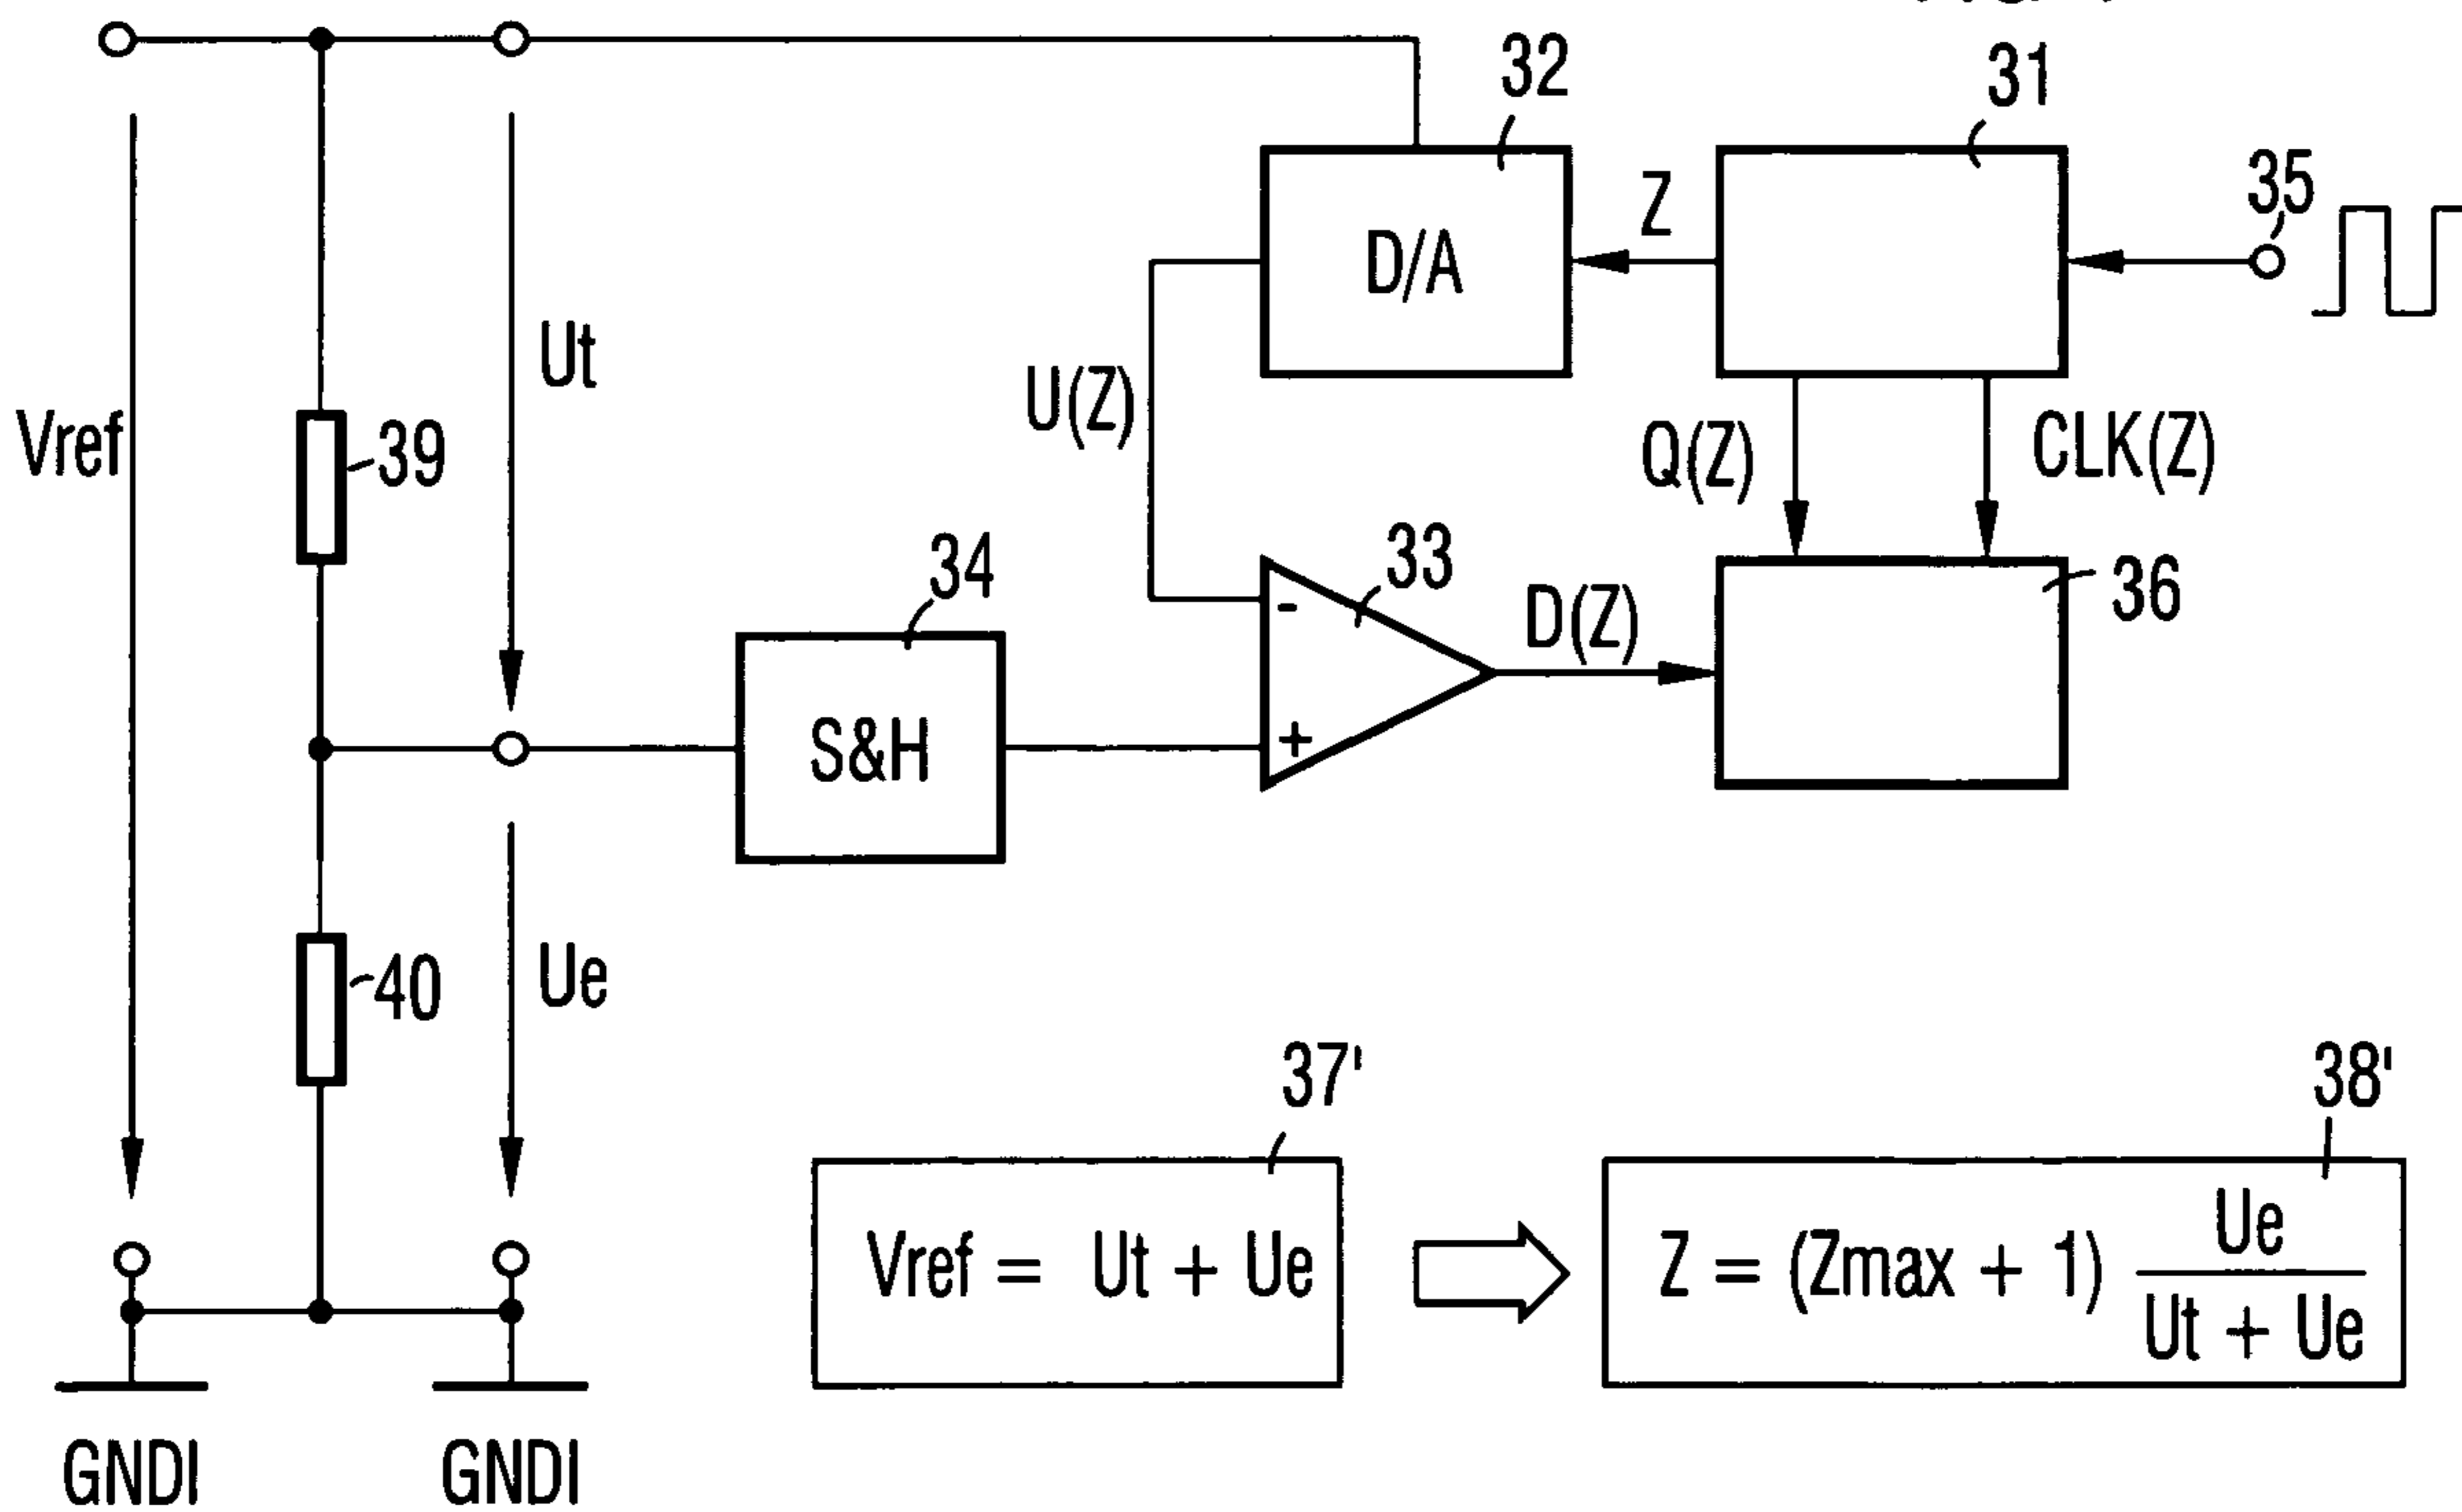 32
31
35
Z
D/A
Ut
U(Z)
Vref
39
Q(Z)
CLK(Z)
33
34
36
D(Z)
-
S&H
+
Ue
40
37'
38'
Vref = Ut + Ue
Z = (Zmax + 1) Ue
Ut + Ue
GNDI
GNDI